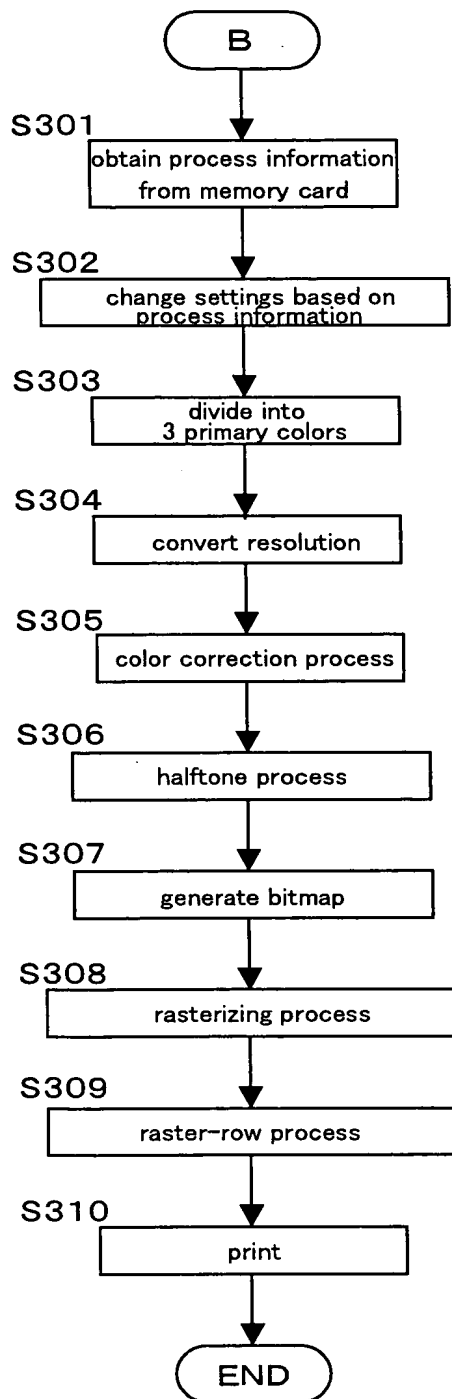 B
S301
obtain process information
from memory card
S302
change settings based on
process information
S303
divide into
3 primary colors
S304
convert resolution
S305
color correction process
S306
halftone process
S307
generate bitmap
S308
rasterizing process
S309
raster-row process
S310
print
END